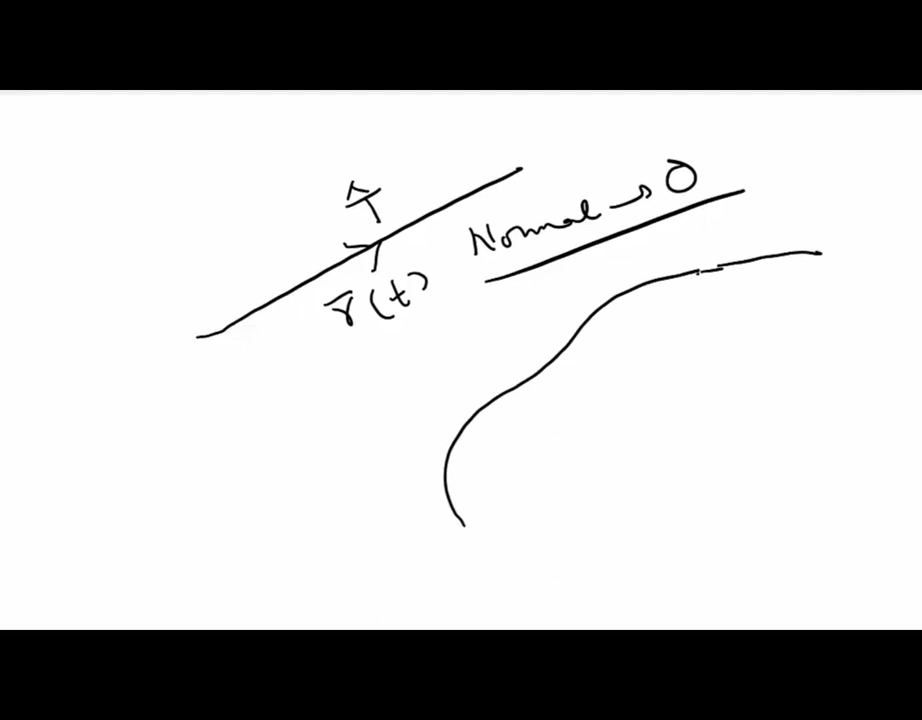 T̂
r̄(t)
Normal → 0